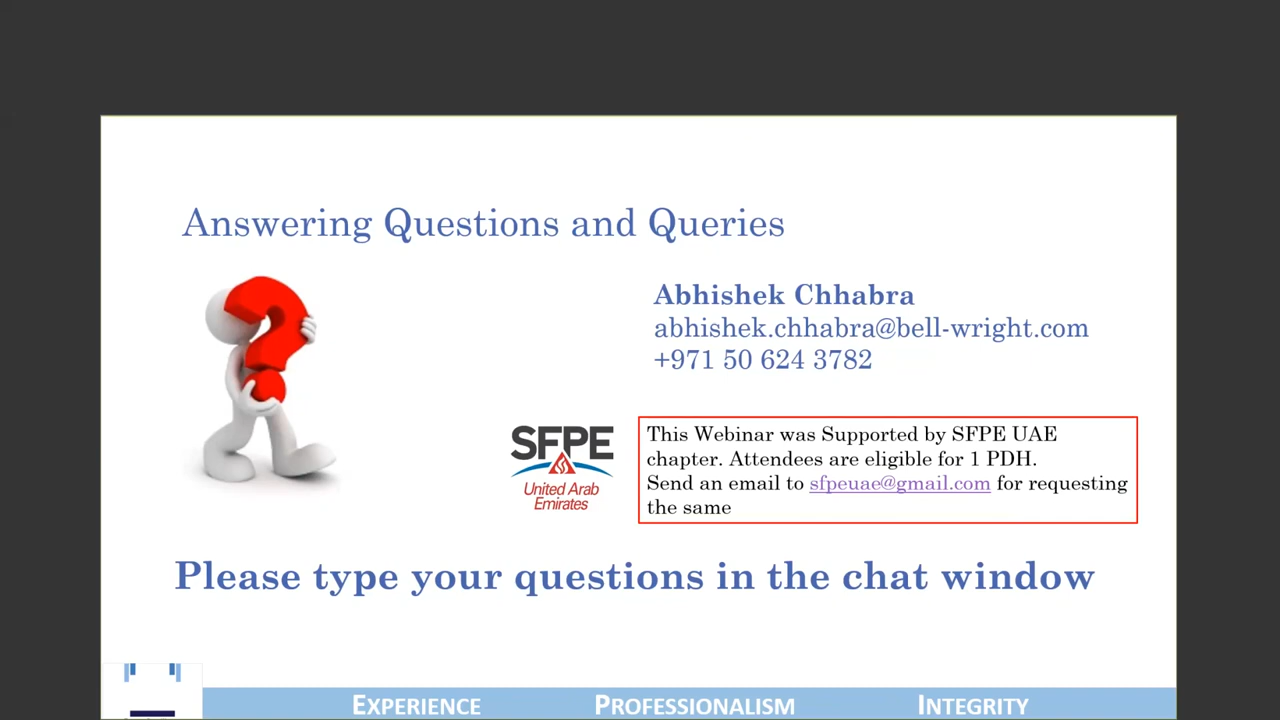 Answering Questions and Queries
Abhishek Chhabra
abhishek.chhabra@bell-wright.com
+971 50 624 3782
SFPE
United Arab
Emirates
This Webinar was Supported by SFPE UAE
chapter. Attendees are eligible for 1 PDH.
Send an email to sfpeuae@gmail.com for requesting
the same
Please type your questions in the chat window
EXPERIENCE PROFESSIONALISM INTEGRITY